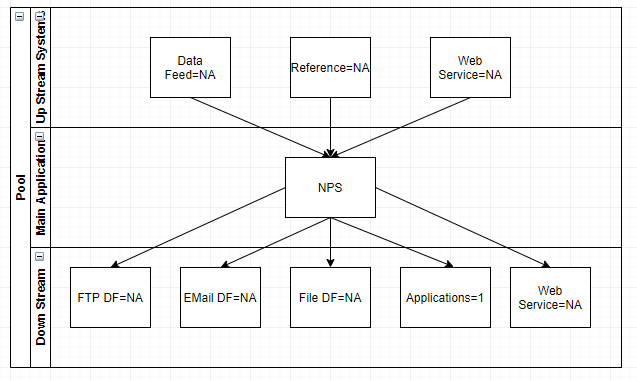 Pool
Up Stream Systems
Data
Feed=NA
Reference=NA
Web
Service=NA
Main Application
NPS
Down Stream
FTP DF=NA
EMail DF=NA
File DF=NA
Applications=1
Web
Service=NA